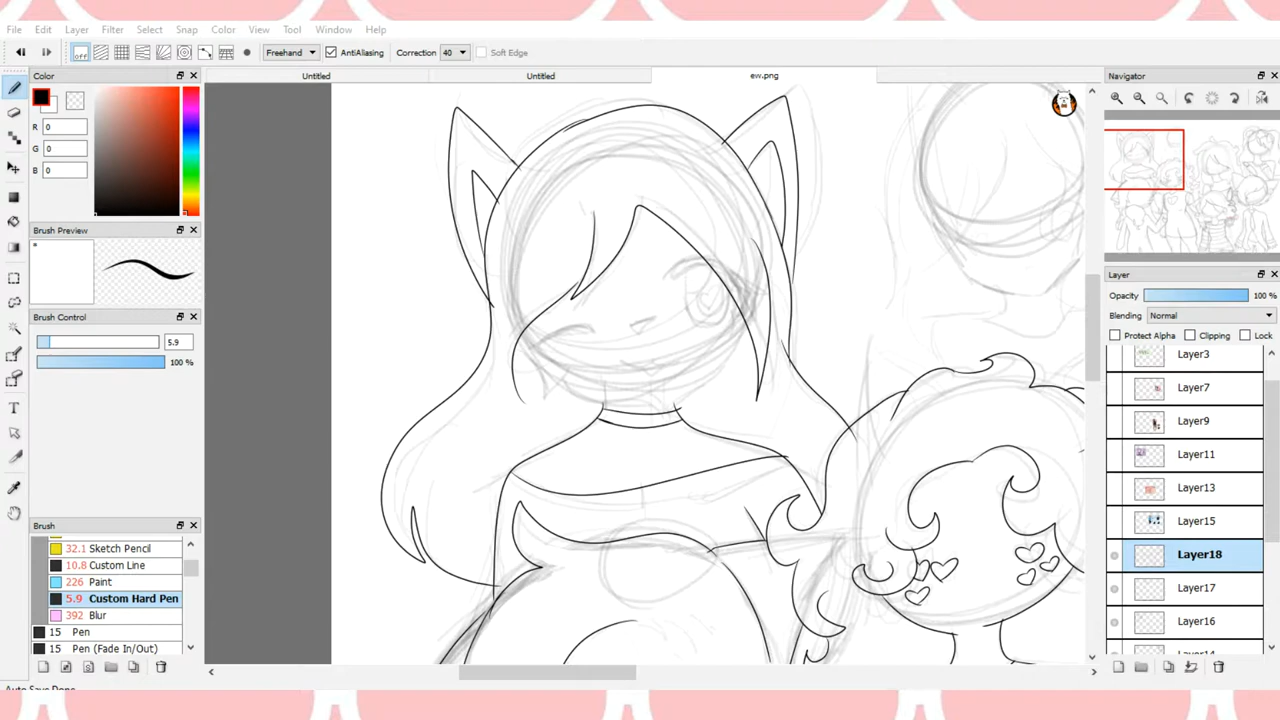 File Edit Layer Filter Select Snap Color View Tool Window Help
off Freehand AntiAliasing Correction 40 Soft Edge
Color
Untitled Untitled ew.png
Navigator
R 0
G 0
B 0
Brush Preview
*
Layer
Opacity 100 %
Brush Control
Blending Normal
Protect Alpha Clipping Lock
5.9
100 %
Layer3
Layer7
Layer9
Layer11
Layer13
Layer15
Layer18
Layer17
Layer16
Brush
32.1 Sketch Pencil
10.8 Custom Line
226 Paint
5.9 Custom Hard Pen
392 Blur
15 Pen
15 Pen (Fade In/Out)